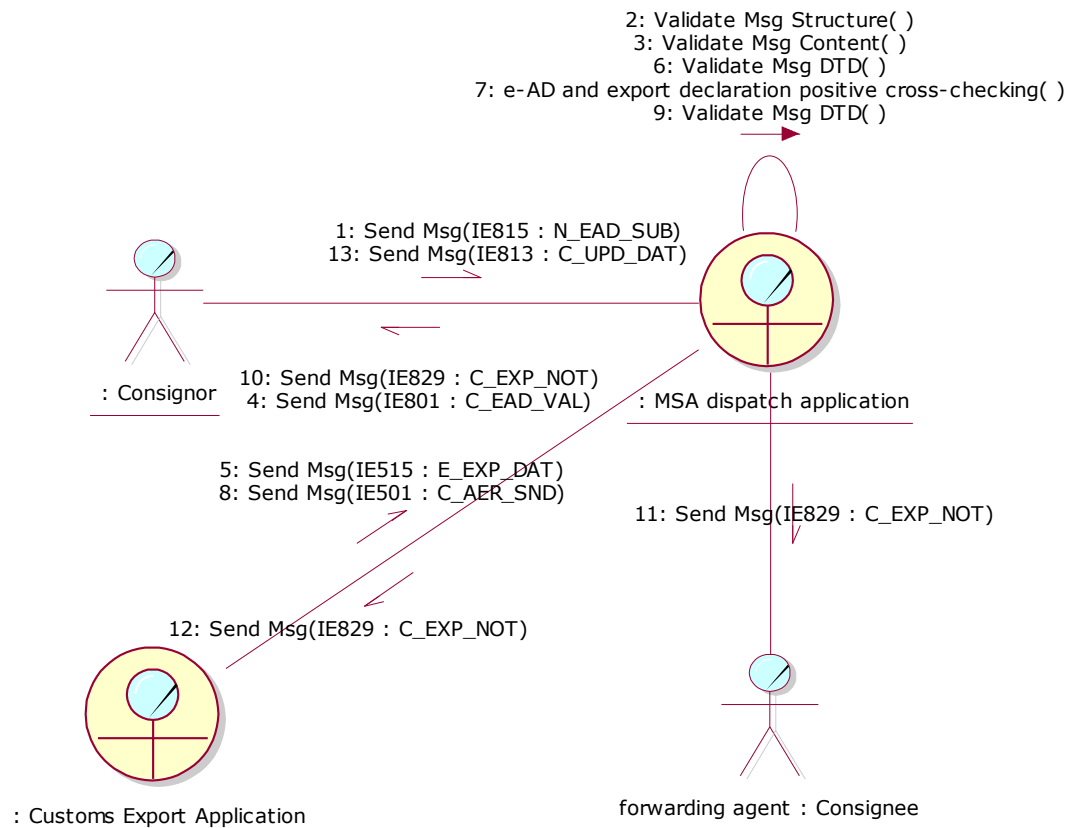 2: Validate Msg Structure( )
3: Validate Msg Content( )
6: Validate Msg DTD( )
7: e-AD and export declaration positive cross-checking( )
9: Validate Msg DTD( )
1: Send Msg(IE815 : N_EAD_SUB)
13: Send Msg(IE813 : C_UPD_DAT)
10: Send Msg(IE829 : C_EXP_NOT)
4: Send Msg(IE801 : C_EAD_VAL)
: Consignor
: MSA dispatch application
5: Send Msg(IE515 : E_EXP_DAT)
8: Send Msg(IE501 : C_AER_SND)
11: Send Msg(IE829 : C_EXP_NOT)
12: Send Msg(IE829 : C_EXP_NOT)
: Customs Export Application
forwarding agent : Consignee